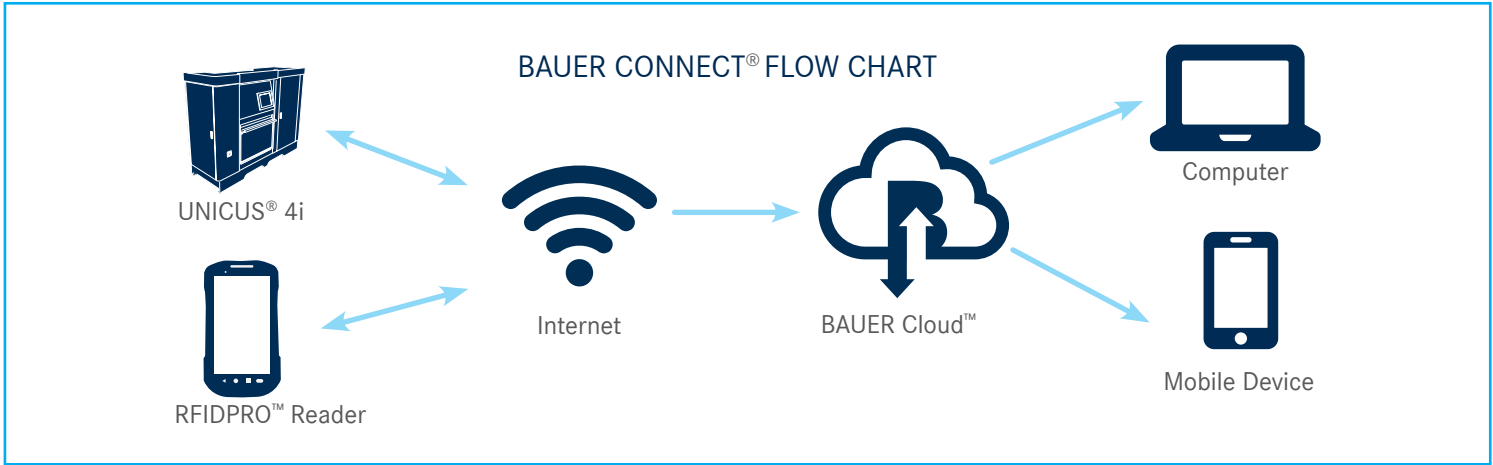 BAUER CONNECT® FLOW CHART
UNICUS® 4i
RFIDPRO™ Reader
Internet
B
BAUER Cloud™
Computer
Mobile Device